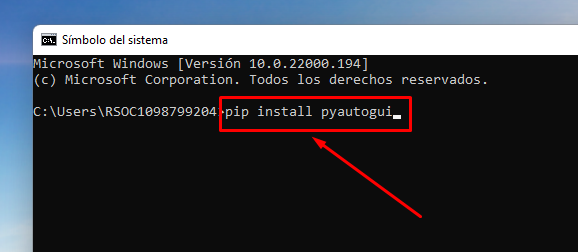 Símbolo del sistema
Microsoft Windows [Versión 10.0.22000.194]
(c) Microsoft Corporation. Todos los derechos reservados.
C:\Users\RSOC1098799204>pip install pyautogui